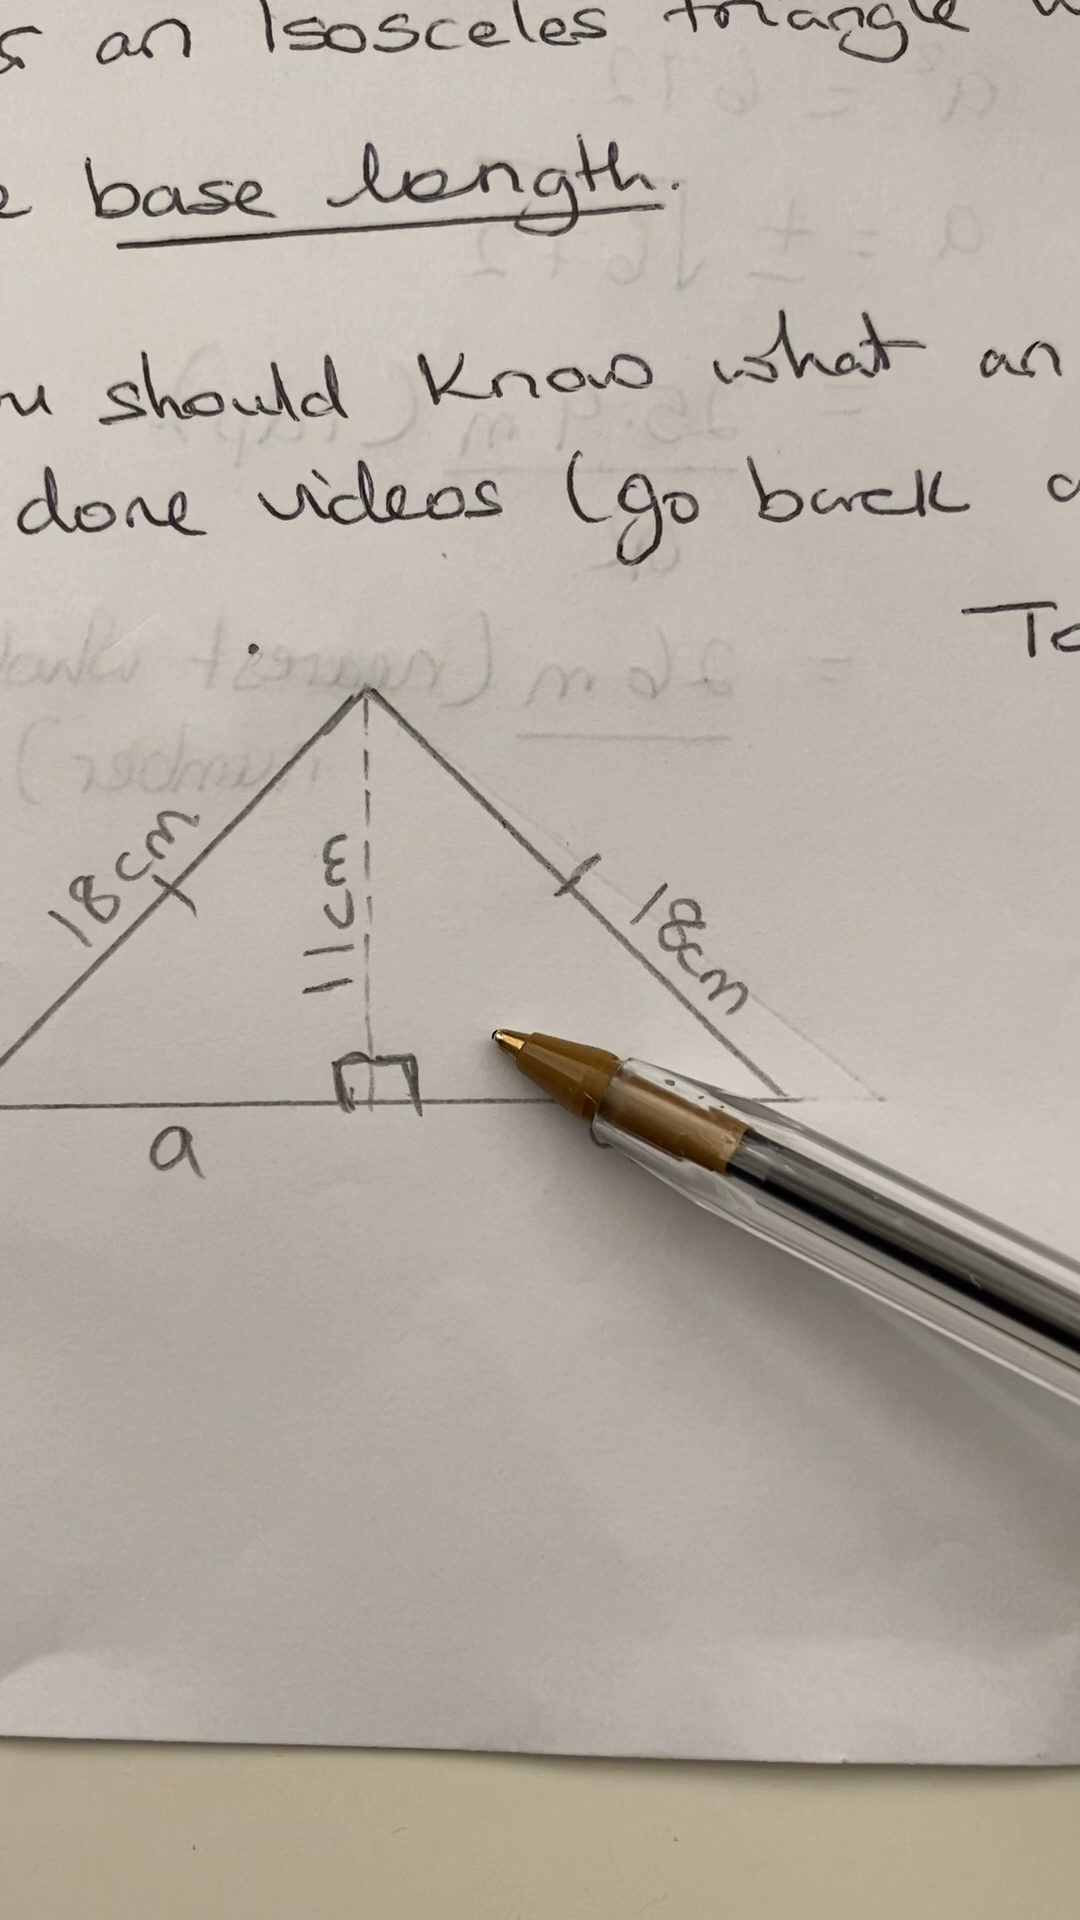 an Isosceles triangle
base length.
should know what an
done videos (go back
To
18cm
11cm
18cm
a